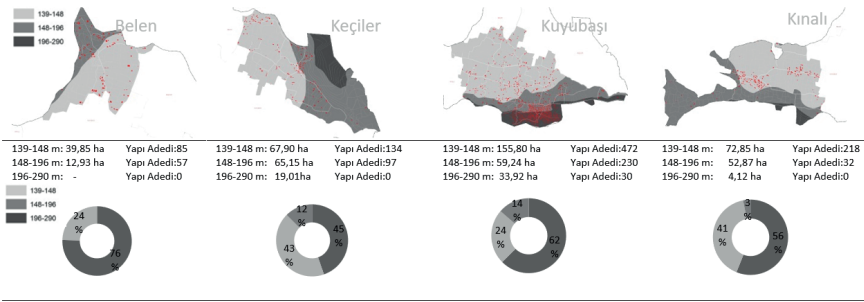 139-148
148-196
196-290
Belen
Keçiler
Kuyubaşı
Kınalı
139-148 m: 39,85 ha Yapı Adedi:85
148-196 m: 12,93 ha Yapı Adedi:57
196-290 m: - Yapı Adedi:0
139-148 m: 67,90 ha Yapı Adedi:134
148-196 m: 65,15 ha Yapı Adedi:97
196-290 m: 19,01ha Yapı Adedi:0
139-148 m: 155,80 ha Yapı Adedi:472
148-196 m: 59,24 ha Yapı Adedi:230
196-290 m: 33,92 ha Yapı Adedi:30
139-148 m: 72,85 ha Yapı Adedi:218
148-196 m: 52,87 ha Yapı Adedi:32
196-290 m: 4,12 ha Yapı Adedi:0
139-148
148-196
196-290
24
%
76
%
12
%
45
%
43
%
14
%
24
%
62
%
3
%
41
%
56
%